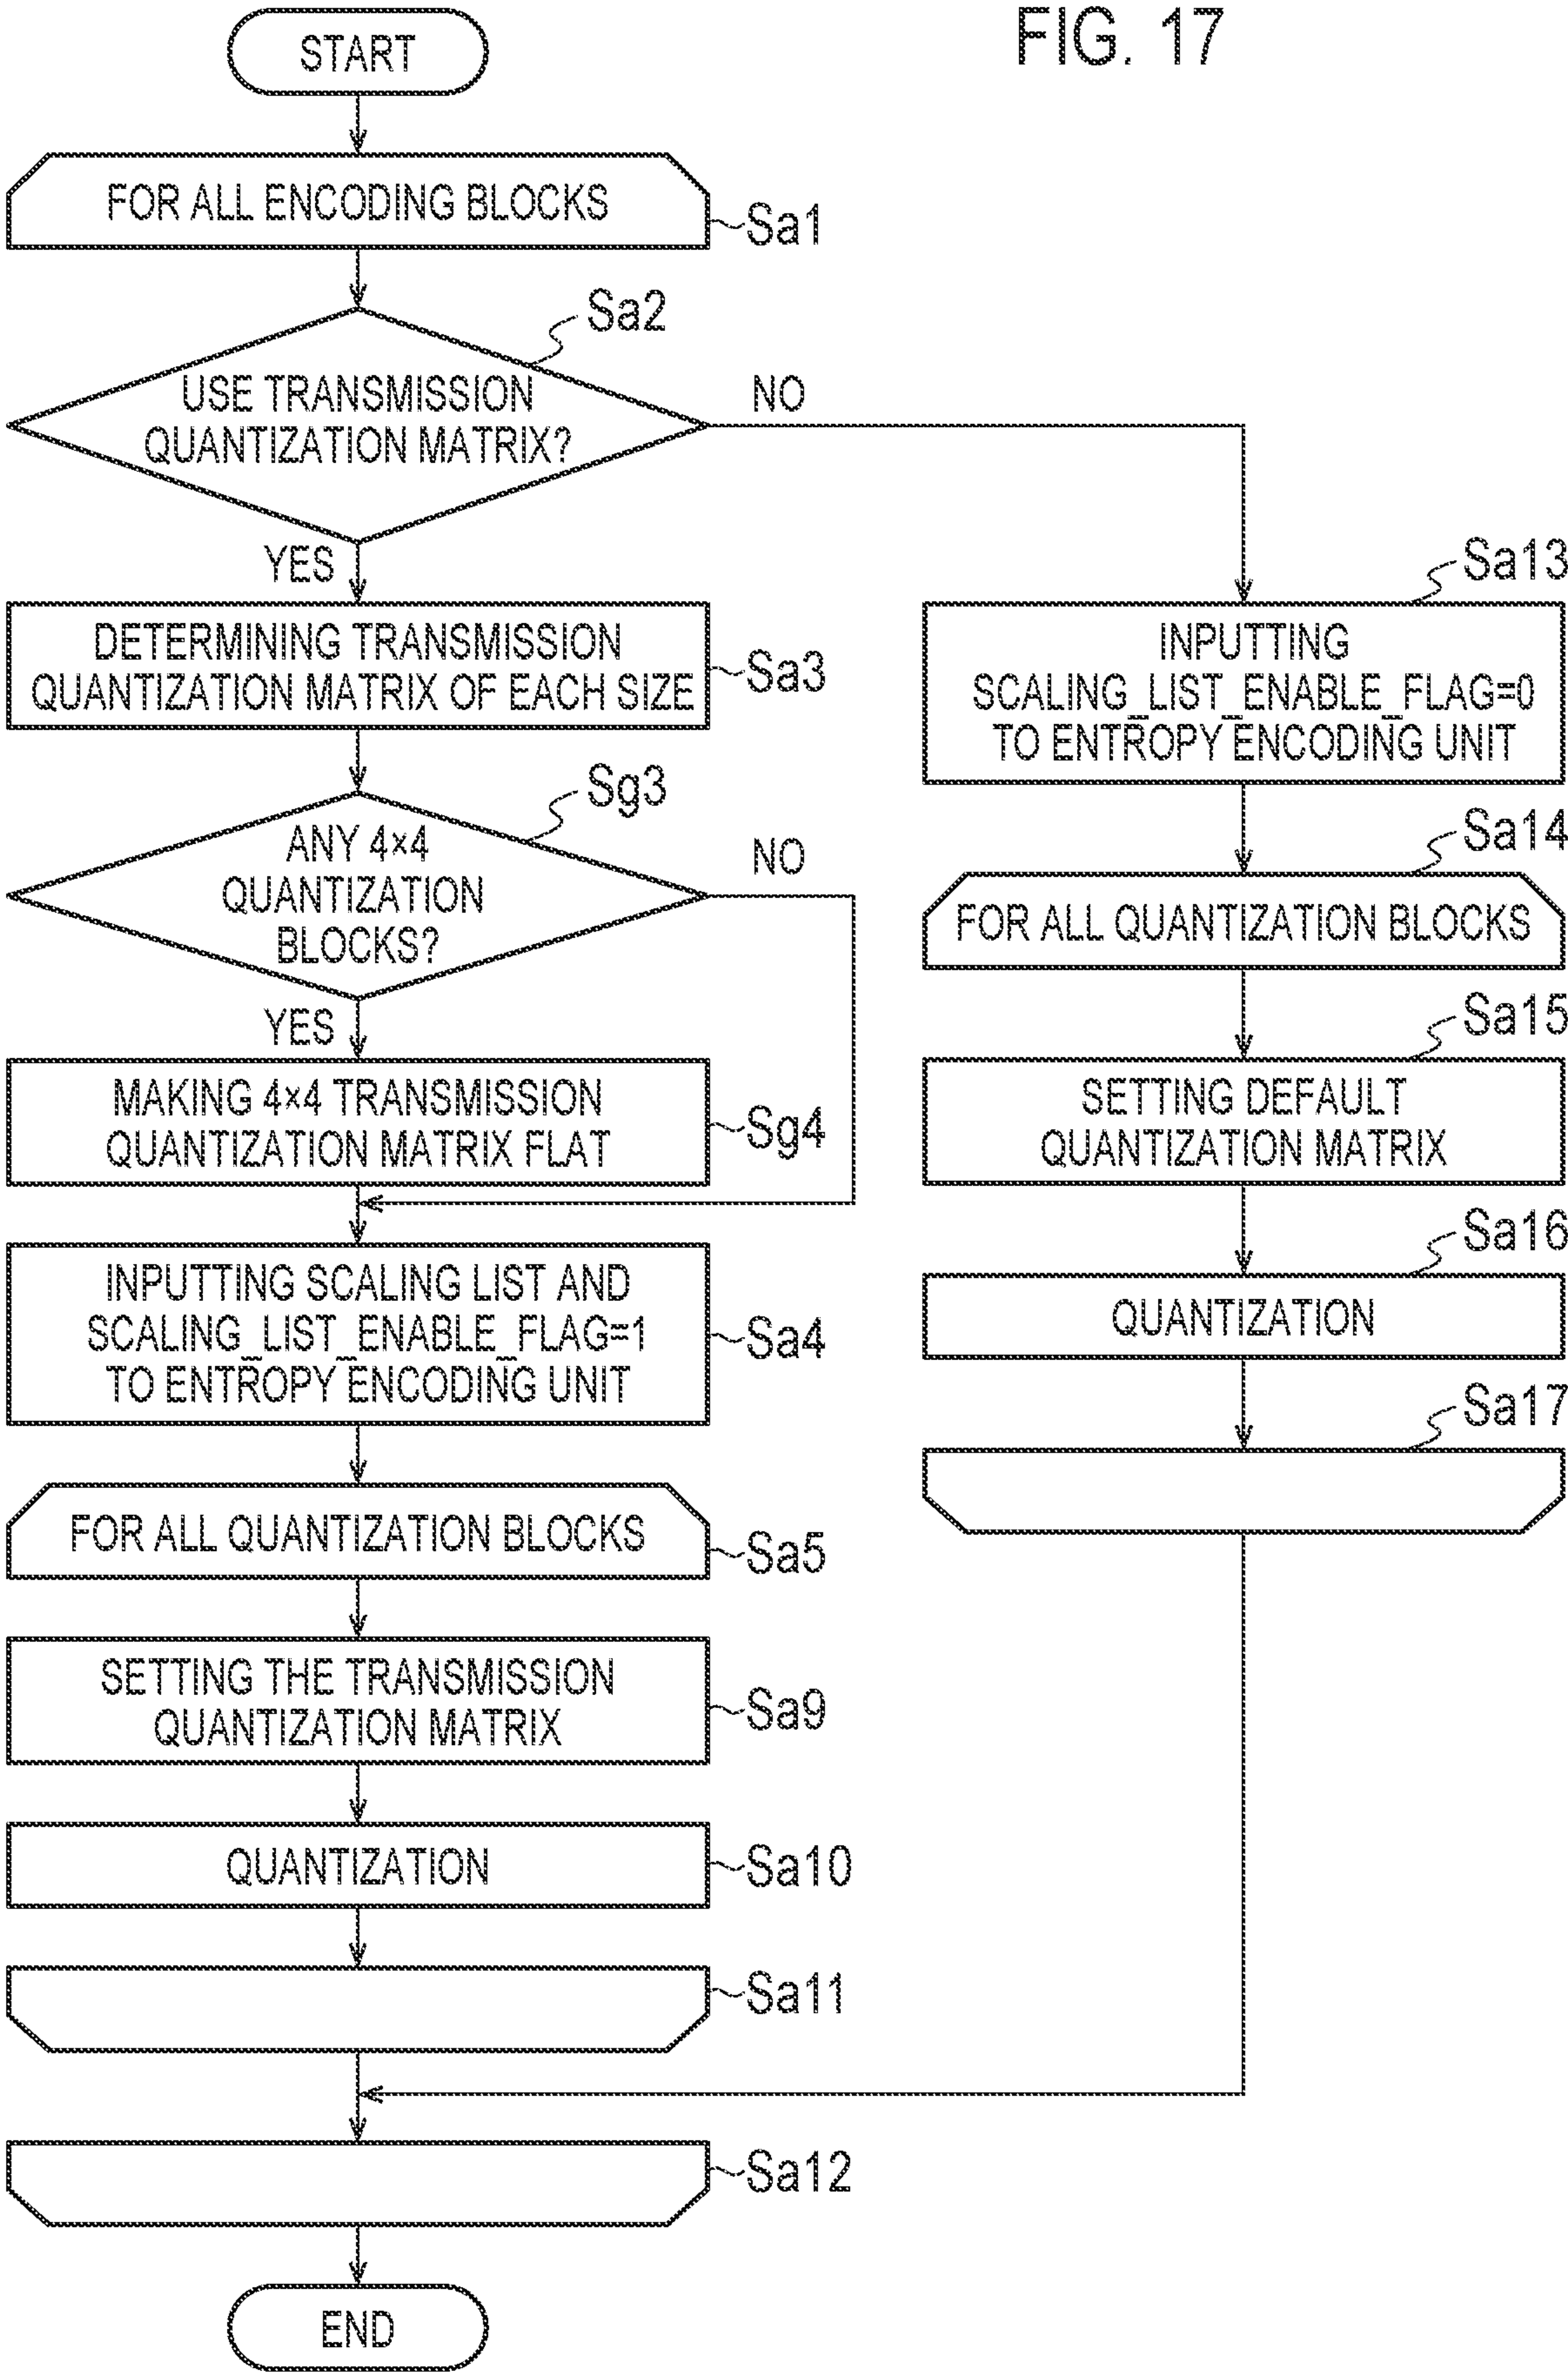 FIG. 17
START
FOR ALL ENCODING BLOCKS
Sa1
Sa2
USE TRANSMISSION
QUANTIZATION MATRIX?
NO
YES
DETERMINING TRANSMISSION
QUANTIZATION MATRIX OF EACH SIZE
Sa3
Sg3
ANY 4×4
QUANTIZATION
BLOCKS?
NO
YES
MAKING 4×4 TRANSMISSION
QUANTIZATION MATRIX FLAT
Sg4
INPUTTING SCALING LIST AND
SCALING_LIST_ENABLE_FLAG=1
TO ENTROPY ENCODING UNIT
Sa4
FOR ALL QUANTIZATION BLOCKS
Sa5
SETTING THE TRANSMISSION
QUANTIZATION MATRIX
Sa9
QUANTIZATION
Sa10
Sa11
Sa12
END
Sa13
INPUTTING
SCALING_LIST_ENABLE_FLAG=0
TO ENTROPY ENCODING UNIT
Sa14
FOR ALL QUANTIZATION BLOCKS
Sa15
SETTING DEFAULT
QUANTIZATION MATRIX
Sa16
QUANTIZATION
Sa17